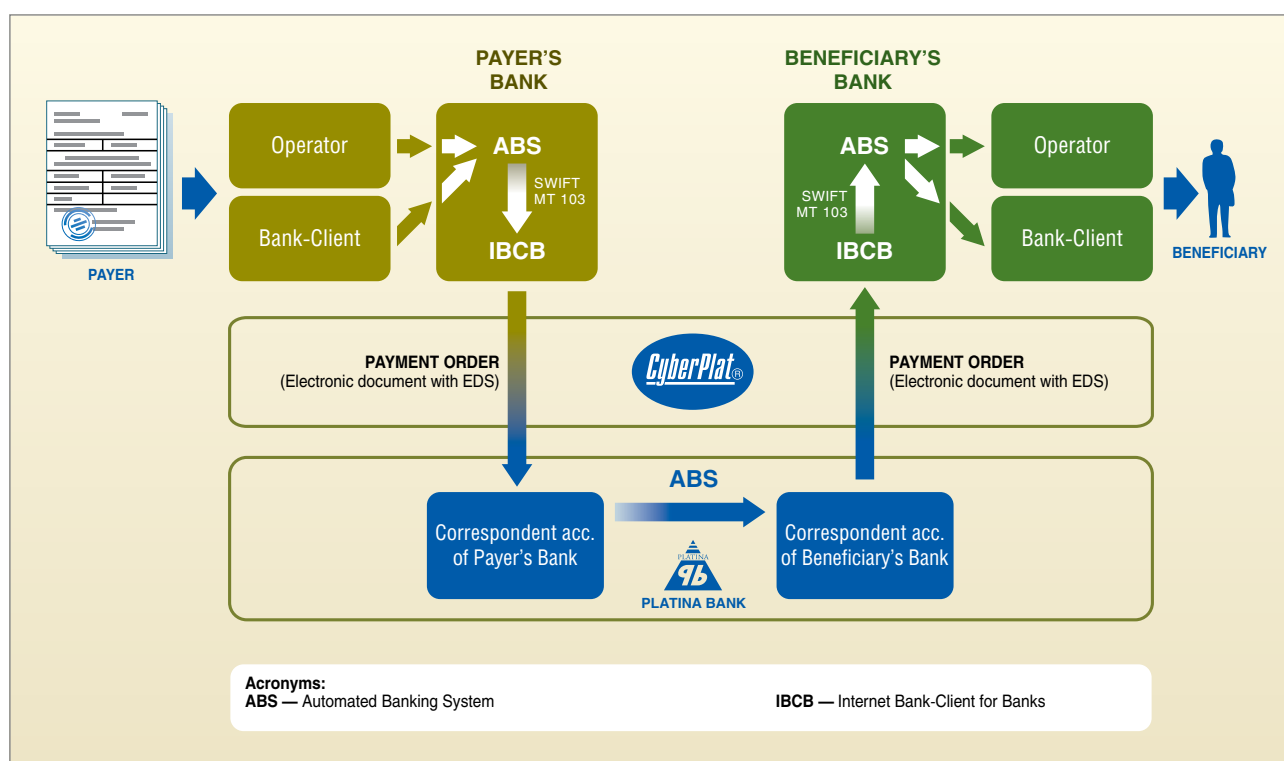 PAYER'S
BANK
BENEFICIARY'S
BANK
PAYER
Operator
Bank-Client
ABS
SWIFT
MT 103
IBCB
ABS
SWIFT
MT 103
IBCB
Operator
Bank-Client
BENEFICIARY
PAYMENT ORDER
(Electronic document with EDS)
CyberPlat®
PAYMENT ORDER
(Electronic document with EDS)
Correspondent acc.
of Payer's Bank
ABS
PLATINA
PLATINA BANK
Correspondent acc.
of Beneficiary's Bank
Acronyms:
ABS — Automated Banking System
IBCB — Internet Bank-Client for Banks